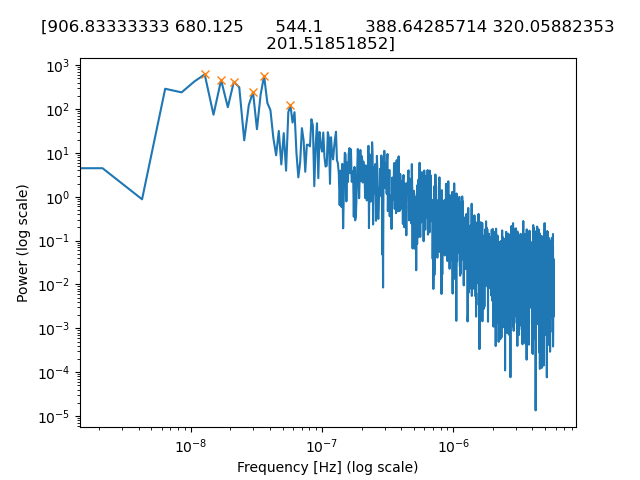 [906.83333333 680.125 544.1 388.64285714 320.05882353
201.51851852]
10³
10²
10¹
10⁰
10⁻¹
10⁻²
10⁻³
10⁻⁴
10⁻⁵
Power (log scale)
10⁻⁸ 10⁻⁷ 10⁻⁶
Frequency [Hz] (log scale)